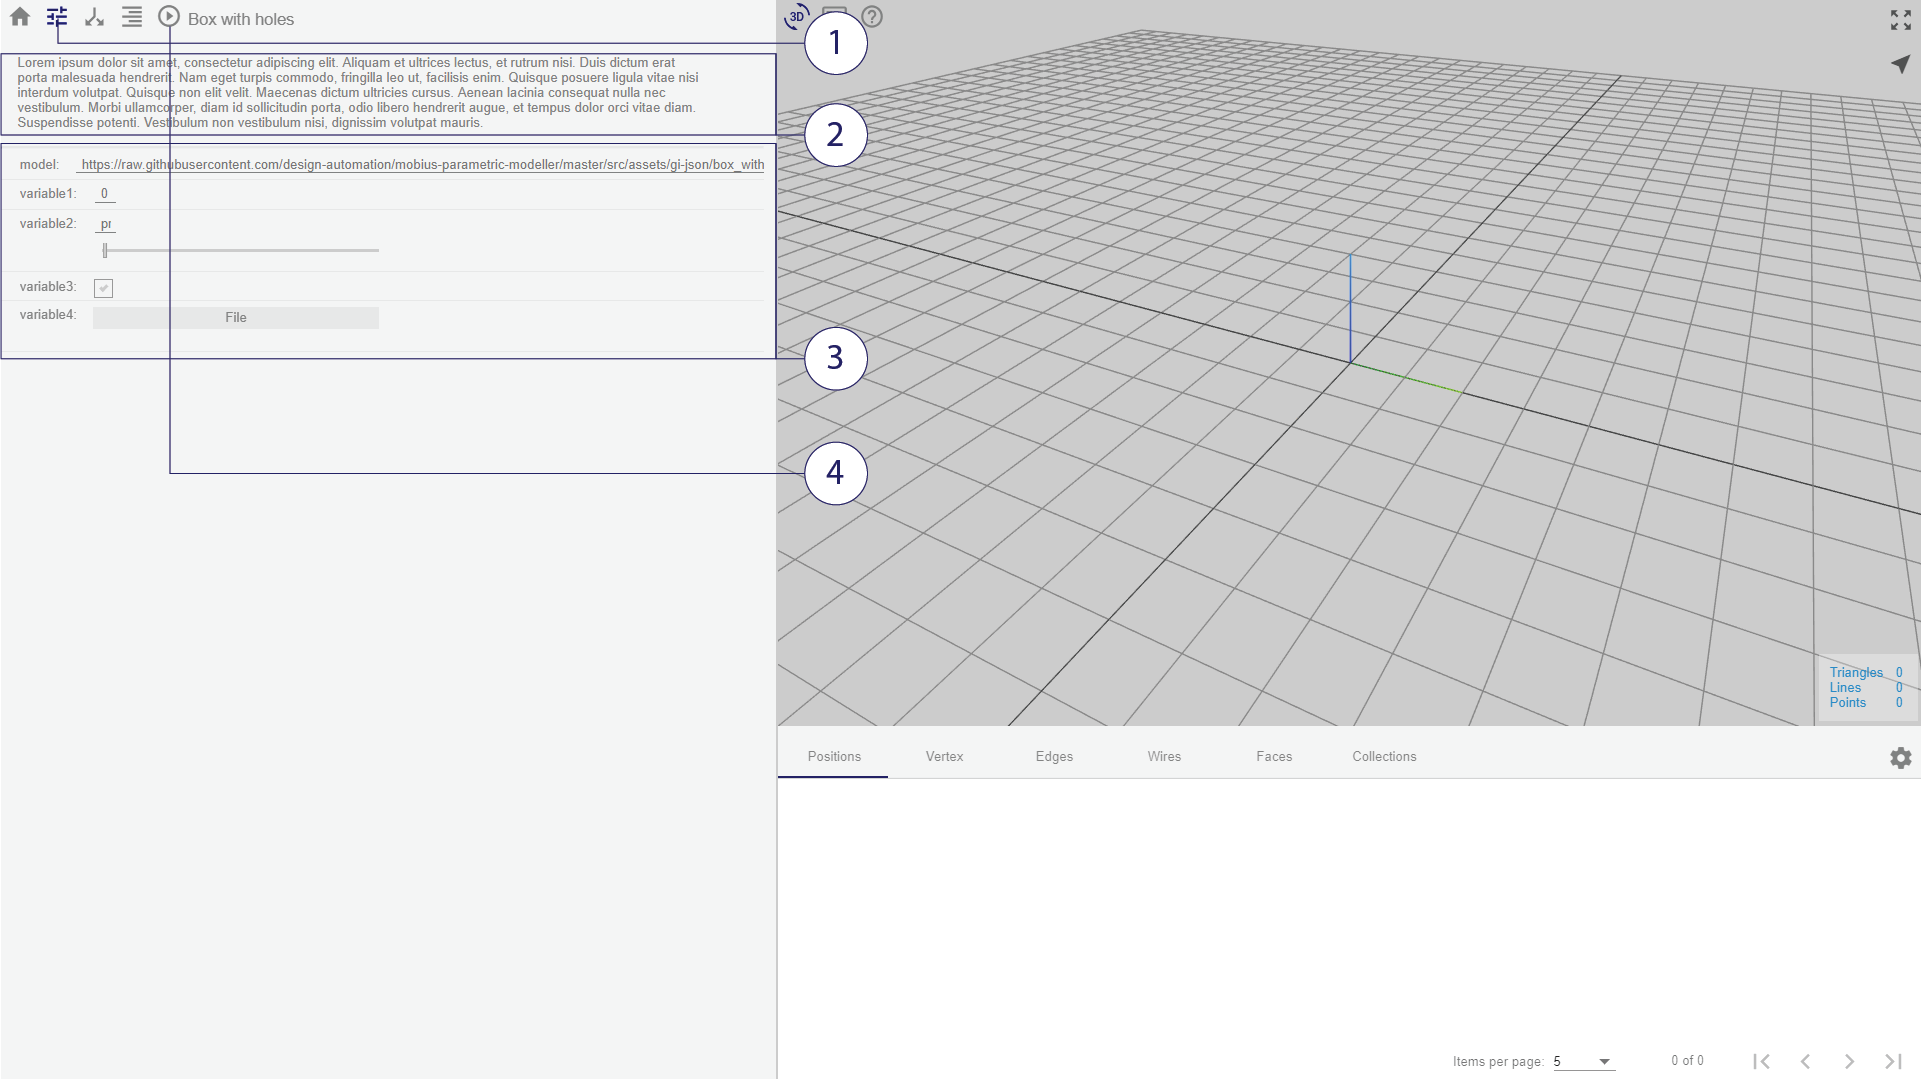 Box with holes
3D
1
Lorem ipsum dolor sit amet, consectetur adipiscing elit. Aliquam et ultrices lectus, et rutrum nisi. Duis dictum erat
porta malesuada hendrerit. Nam eget turpis commodo, fringilla leo ut, facilisis enim. Quisque posuere ligula vitae nisi
interdum volutpat. Quisque non elit velit. Maecenas dictum ultricies cursus. Aenean lacinia consequat nulla nec
vestibulum. Morbi ullamcorper, diam id sollicitudin porta, odio libero hendrerit augue, et tempus dolor orci vitae diam.
Suspendisse potenti. Vestibulum non vestibulum nisi, dignissim volutpat mauris.
2
model: https://raw.githubusercontent.com/design-automation/mobius-parametric-modeller/master/src/assets/gi-json/box_with
variable1: 0
variable2: pr
variable3:
variable4: File
3
4
Triangles 0
Lines 0
Points 0
Positions Vertex Edges Wires Faces Collections
Items per page: 5 0 of 0